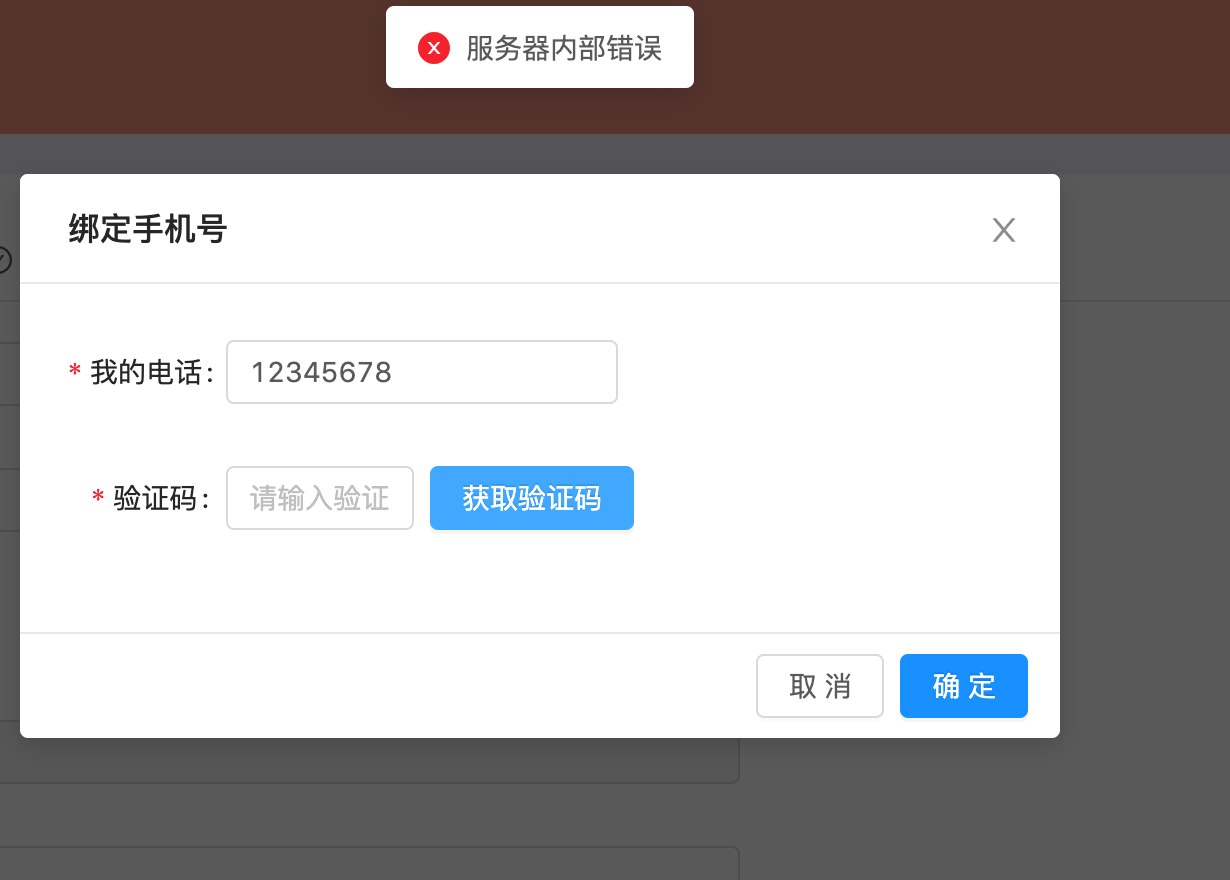 服务器内部错误
绑定手机号
* 我的电话: 12345678
* 验证码: 请输入验证 获取验证码
取 消 确 定